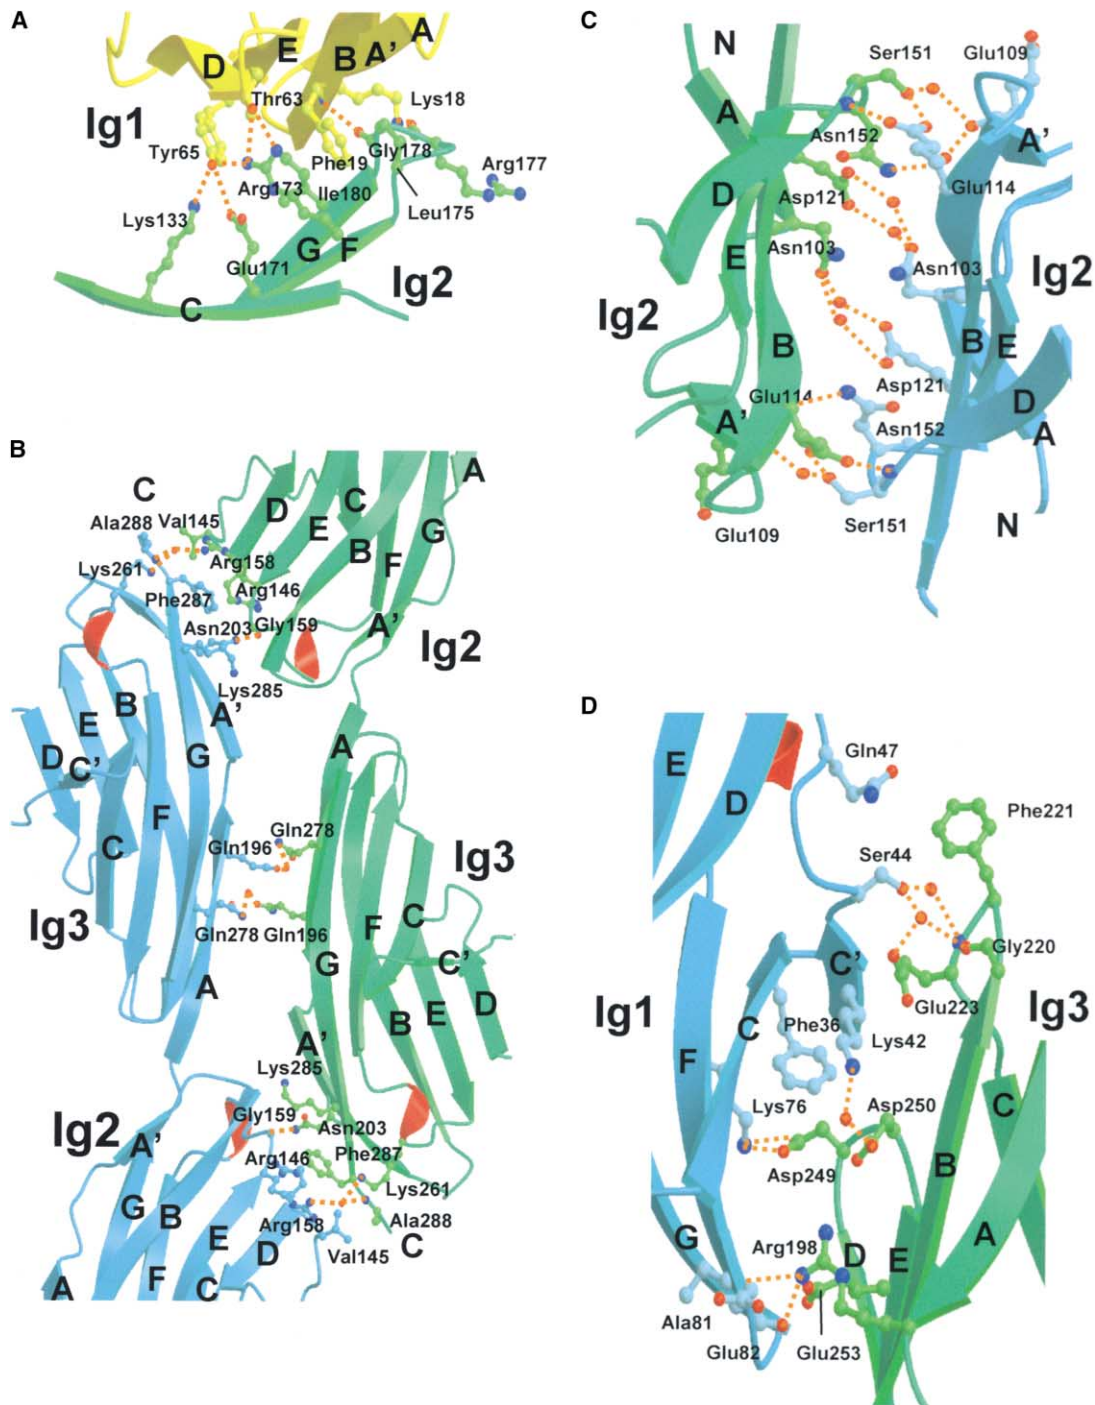 A
D
E
B
A'
A
Ig1
Thr63
Lys18
Tyr65
Phe19
Gly178
Arg177
Arg173
Ile180
Leu175
Lys133
Glu171
G
F
Ig2
C
B
C
Ala288
Val145
D
C
A
E
G
Lys261
Arg158
B
F
Phe287
Arg146
Asn203
Gly159
A'
Ig2
Lys285
E
B
A'
D
C'
G
A
F
Gln278
C
Gln196
Ig3
Ig3
Gln278
Gln196
F
C
G
C'
A
B
E
D
A'
Lys285
Ig2
Gly159
Asn203
A'
Arg146
Phe287
G
B
Lys261
Arg158
Ala288
E
D
Val145
C
A
F
C
C
N
Ser151
Glu109
A
Asn152
A'
D
Asp121
Glu114
E
Asn103
Asn103
Ig2
Ig2
B
B
E
Asp121
Glu114
D
A'
Asn152
A
Glu109
Ser151
N
D
Gln47
E
D
Phe221
Ser44
C'
Gly220
Ig1
Glu223
Ig3
C
Phe36
Lys42
F
Lys76
Asp250
C
Asp249
B
G
Arg198
D
E
A
Ala81
Glu82
Glu253